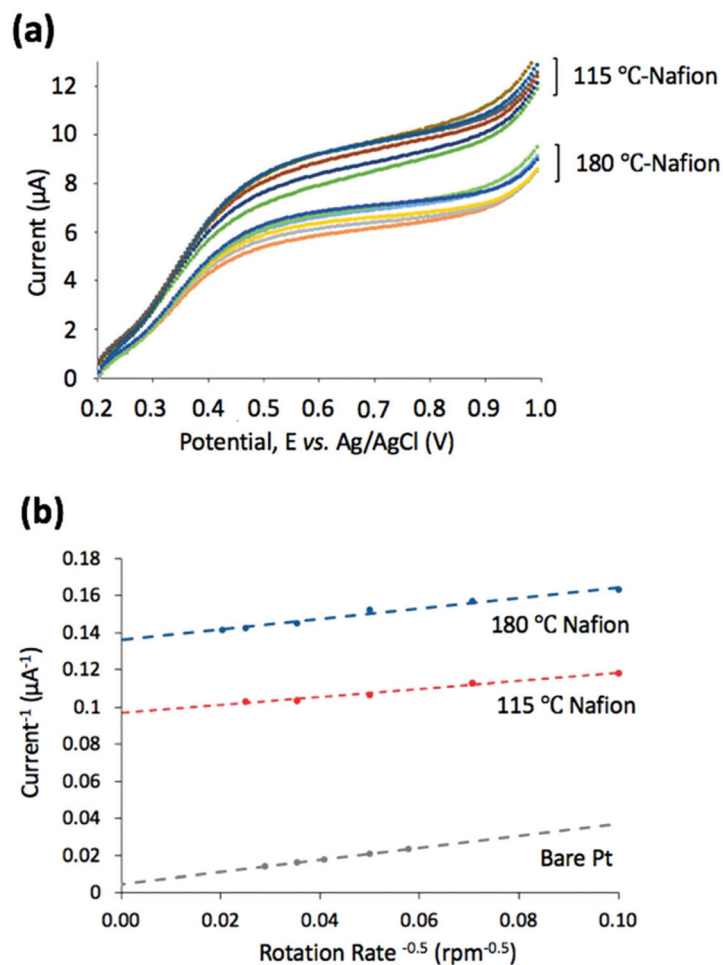 (a)
12
10
8
6
4
2
0
Current (µA)
115 °C-Nafion
180 °C-Nafion
0.2 0.3 0.4 0.5 0.6 0.7 0.8 0.9 1.0
Potential, E vs. Ag/AgCl (V)
(b)
0.18
0.16
0.14
0.12
0.1
0.08
0.06
0.04
0.02
0
Current⁻¹ (µA⁻¹)
180 °C Nafion
115 °C Nafion
Bare Pt
0.00 0.02 0.04 0.06 0.08 0.10
Rotation Rate ⁻⁰·⁵ (rpm⁻⁰·⁵)